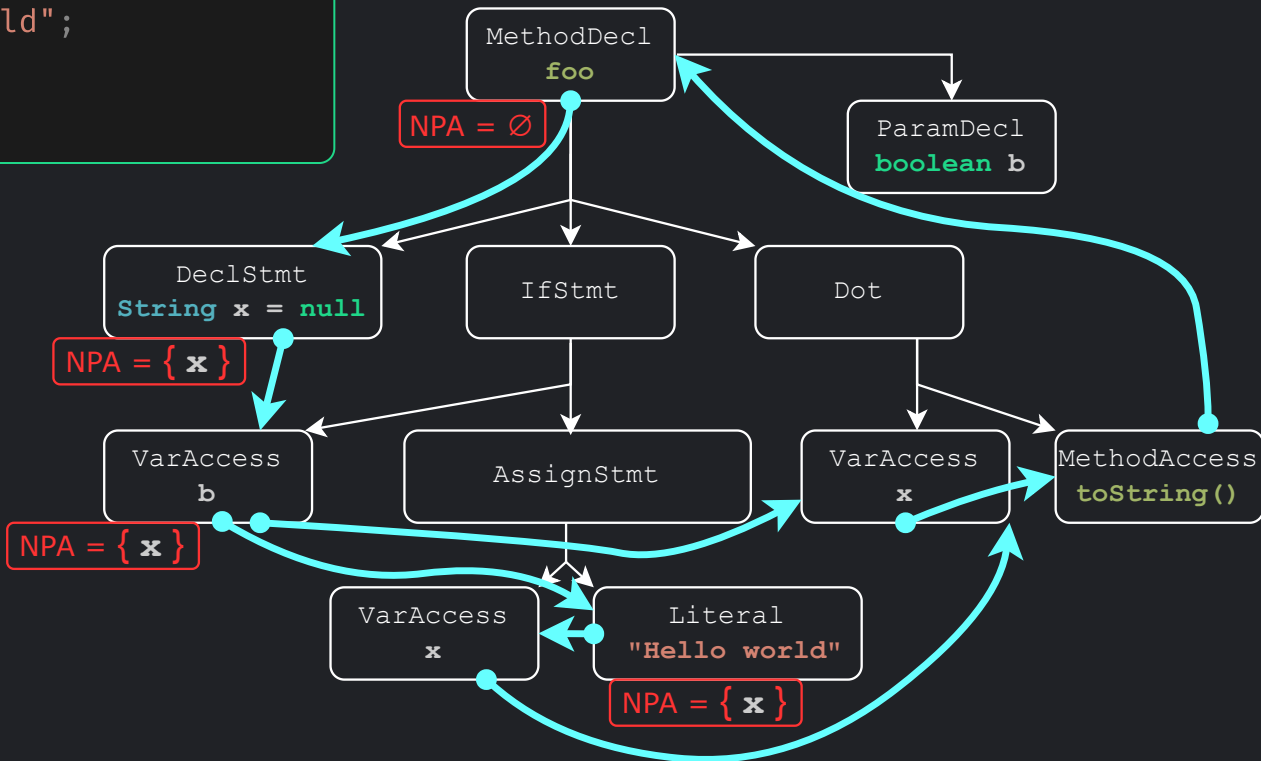 ld";
MethodDecl
foo
NPA = ∅
ParamDecl
boolean b
DeclStmt
String x = null
NPA = { x }
IfStmt
Dot
VarAccess
b
NPA = { x }
AssignStmt
VarAccess
x
MethodAccess
toString()
VarAccess
x
Literal
"Hello world"
NPA = { x }